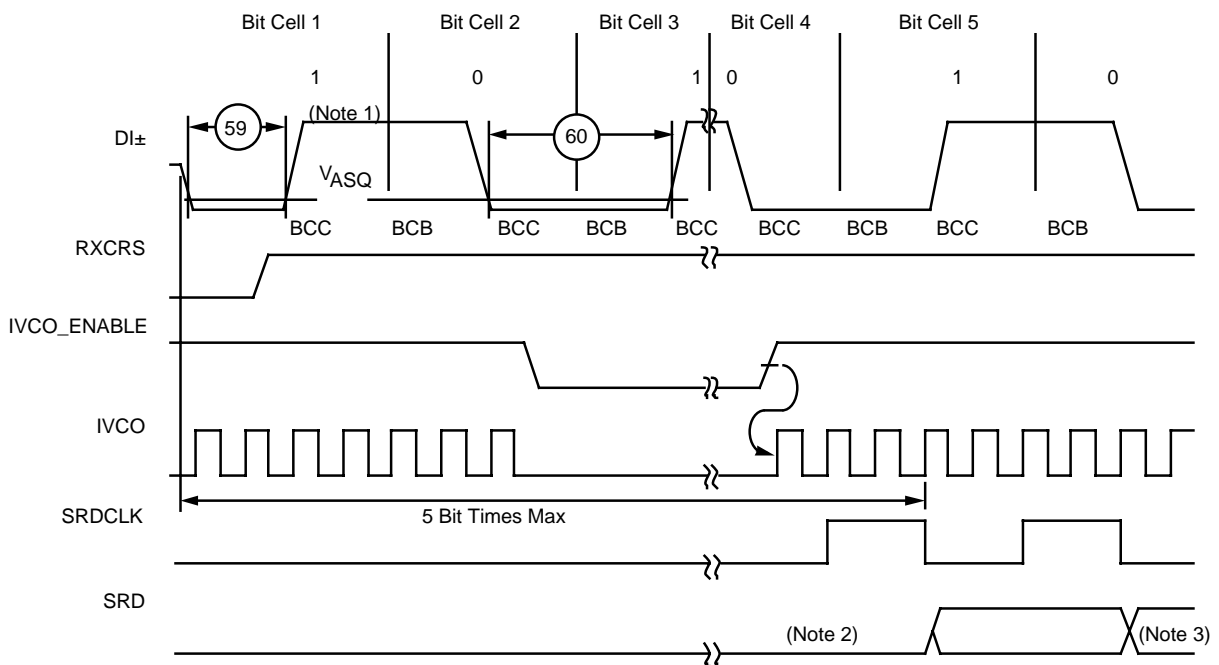 Bit Cell 1 Bit Cell 2 Bit Cell 3 Bit Cell 4 Bit Cell 5
1 0 1 0 1 0
(Note 1)
59 60
DI±
VASQ
BCC BCB BCC BCB BCC BCC BCB BCC BCB
RXCRS
IVCO_ENABLE
IVCO
5 Bit Times Max
SRDCLK
SRD
(Note 2) (Note 3)